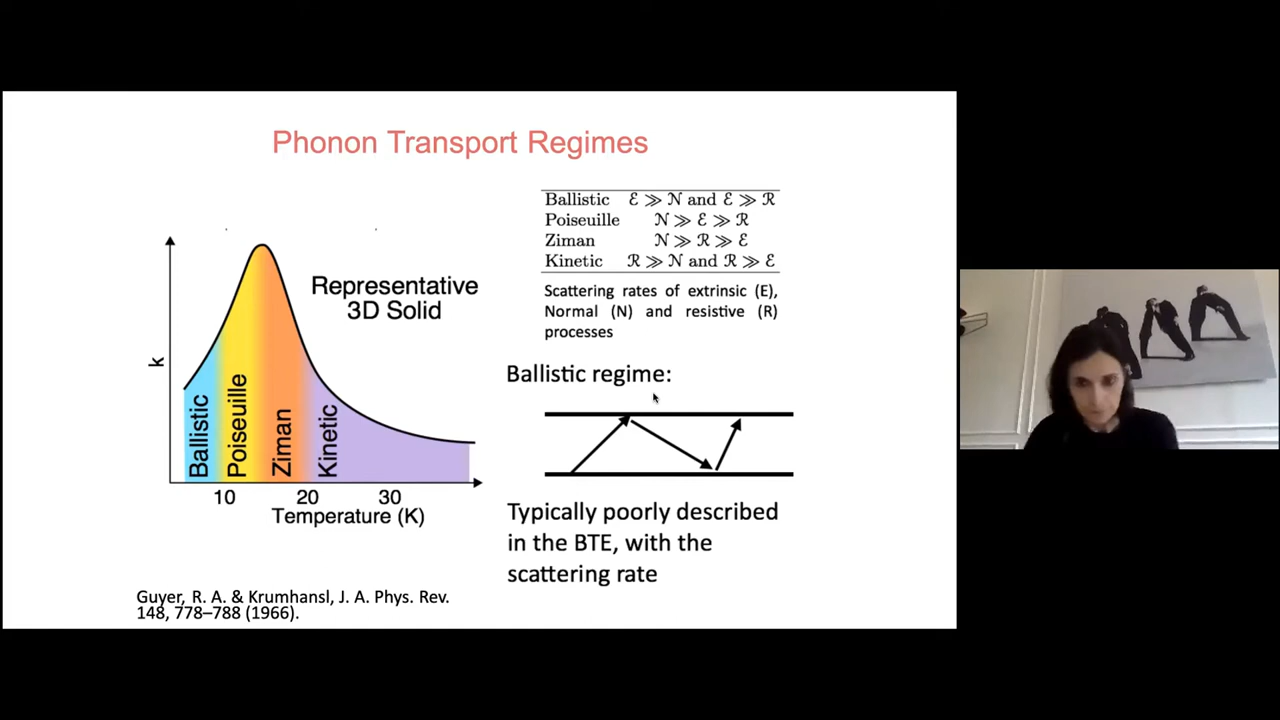 Phonon Transport Regimes
Ballistic ℰ ≫ 𝒩 and ℰ ≫ ℛ
Poiseuille 𝒩 ≫ ℰ ≫ ℛ
Ziman 𝒩 ≫ ℛ ≫ ℰ
Kinetic ℛ ≫ 𝒩 and ℛ ≫ ℰ
Scattering rates of extrinsic (E),
Normal (N) and resistive (R)
processes
Representative
3D Solid
k
Ballistic
Poiseuille
Ziman
Kinetic
10 20 30
Temperature (K)
Ballistic regime:
Typically poorly described
in the BTE, with the
scattering rate
Guyer, R. A. & Krumhansl, J. A. Phys. Rev.
148, 778–788 (1966).